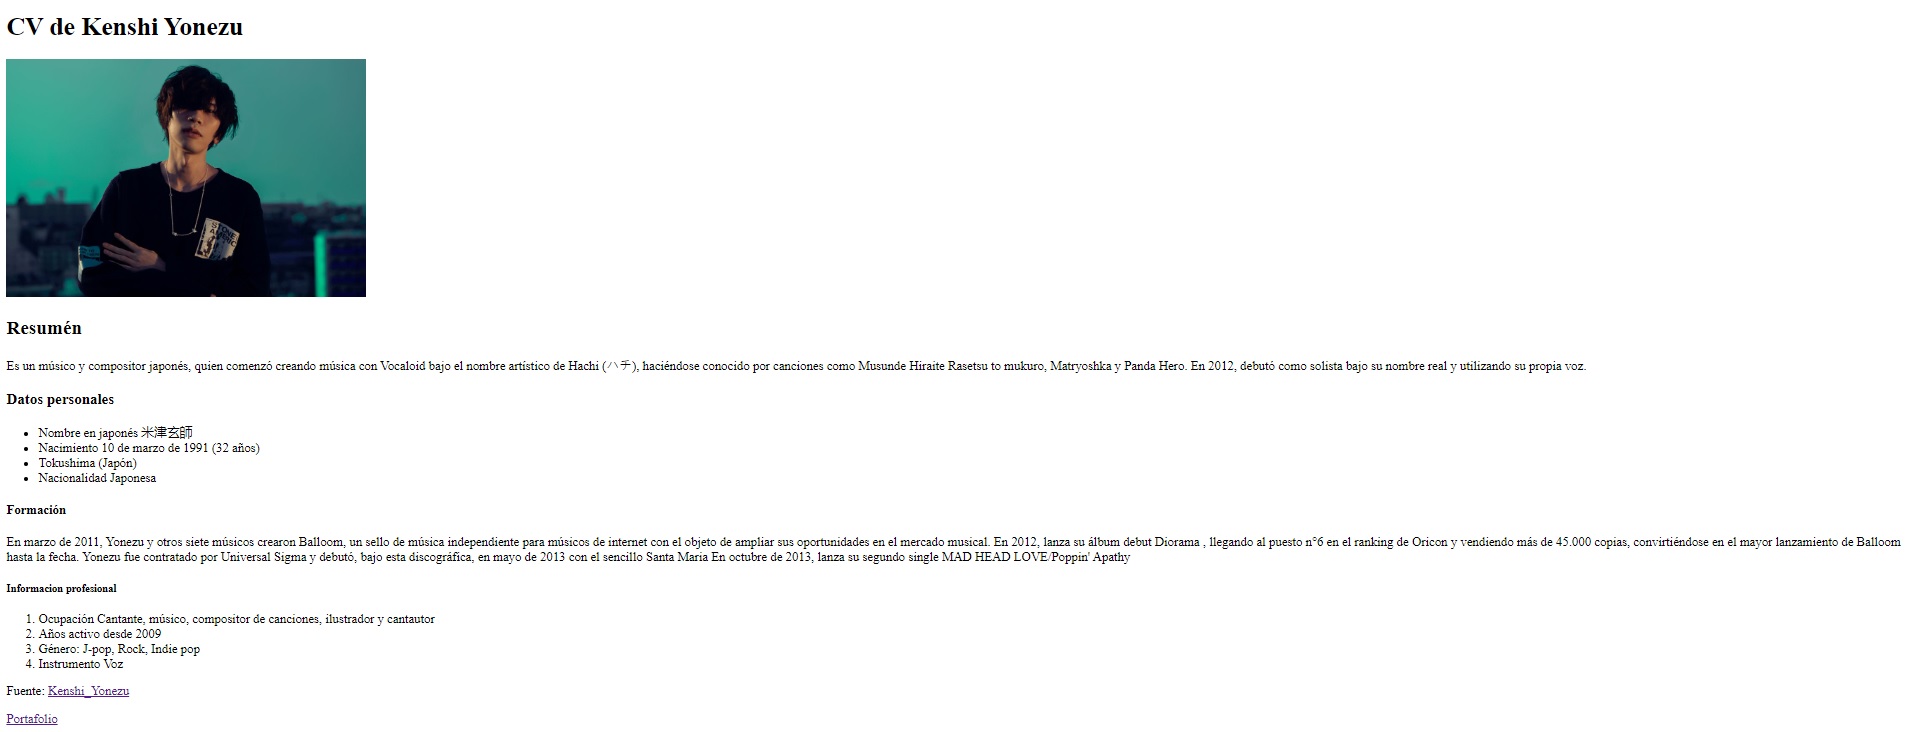 CV de Kenshi Yonezu
STONE
Resumén
Es un músico y compositor japonés, quien comenzó creando música con Vocaloid bajo el nombre artístico de Hachi (ハチ), haciéndose conocido por canciones como Musunde Hiraite Rasetsu to mukuro, Matryoshka y Panda Hero. En 2012, debutó como solista bajo su nombre real y utilizando su propia voz.
Datos personales
• Nombre en japonés 米津玄師
• Nacimiento 10 de marzo de 1991 (32 años)
• Tokushima (Japón)
• Nacionalidad Japonesa
Formación
En marzo de 2011, Yonezu y otros siete músicos crearon Balloom, un sello de música independiente para músicos de internet con el objeto de ampliar sus oportunidades en el mercado musical. En 2012, lanza su álbum debut Diorama , llegando al puesto n°6 en el ranking de Oricon y vendiendo más de 45.000 copias, convirtiéndose en el mayor lanzamiento de Balloom
hasta la fecha. Yonezu fue contratado por Universal Sigma y debutó, bajo esta discográfica, en mayo de 2013 con el sencillo Santa María En octubre de 2013, lanza su segundo single MAD HEAD LOVE/Poppin' Apathy
Informacion profesional
1. Ocupación Cantante, músico, compositor de canciones, ilustrador y cantautor
2. Años activo desde 2009
3. Género: J-pop, Rock, Indie pop
4. Instrumento Voz
Fuente: Kenshi_Yonezu
Portafolio